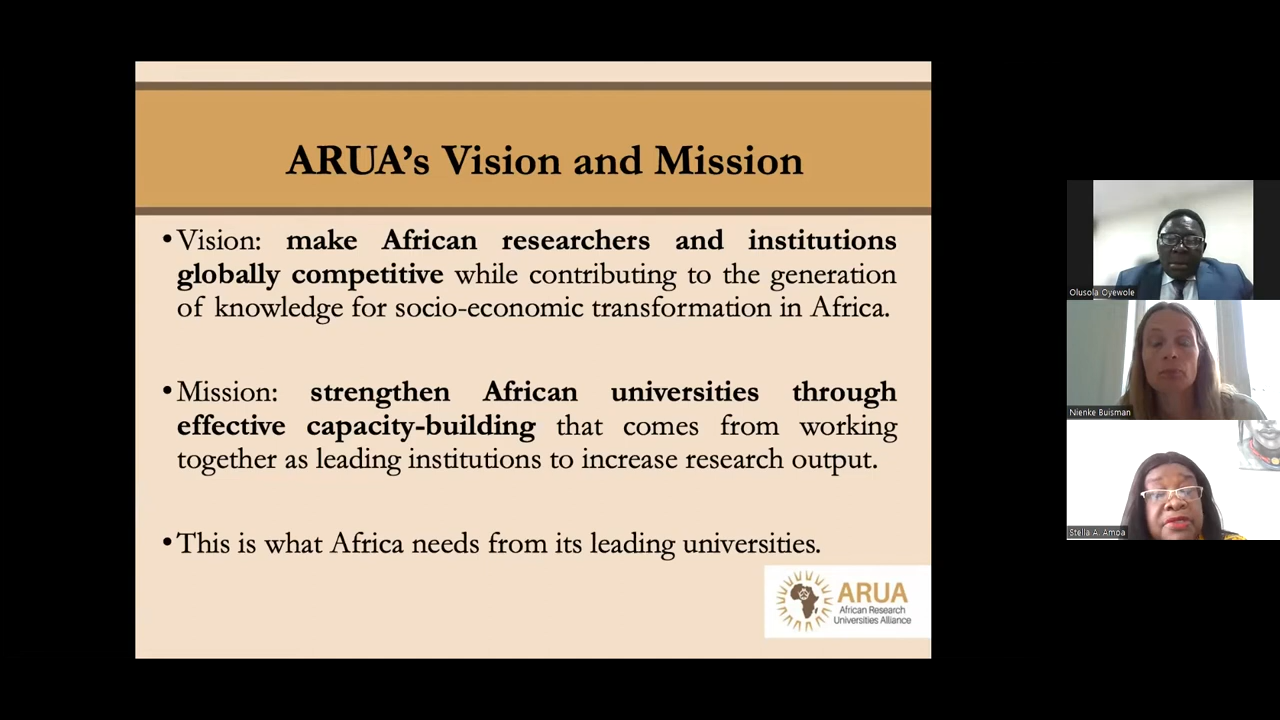 ARUA's Vision and Mission
•Vision: make African researchers and institutions
globally competitive while contributing to the generation
of knowledge for socio-economic transformation in Africa.
•Mission: strengthen African universities through
effective capacity-building that comes from working
together as leading institutions to increase research output.
•This is what Africa needs from its leading universities.
ARUA
African Research
Universities Alliance
Olusola Oyewole
Nienke Buisman
Stella A. Amoa